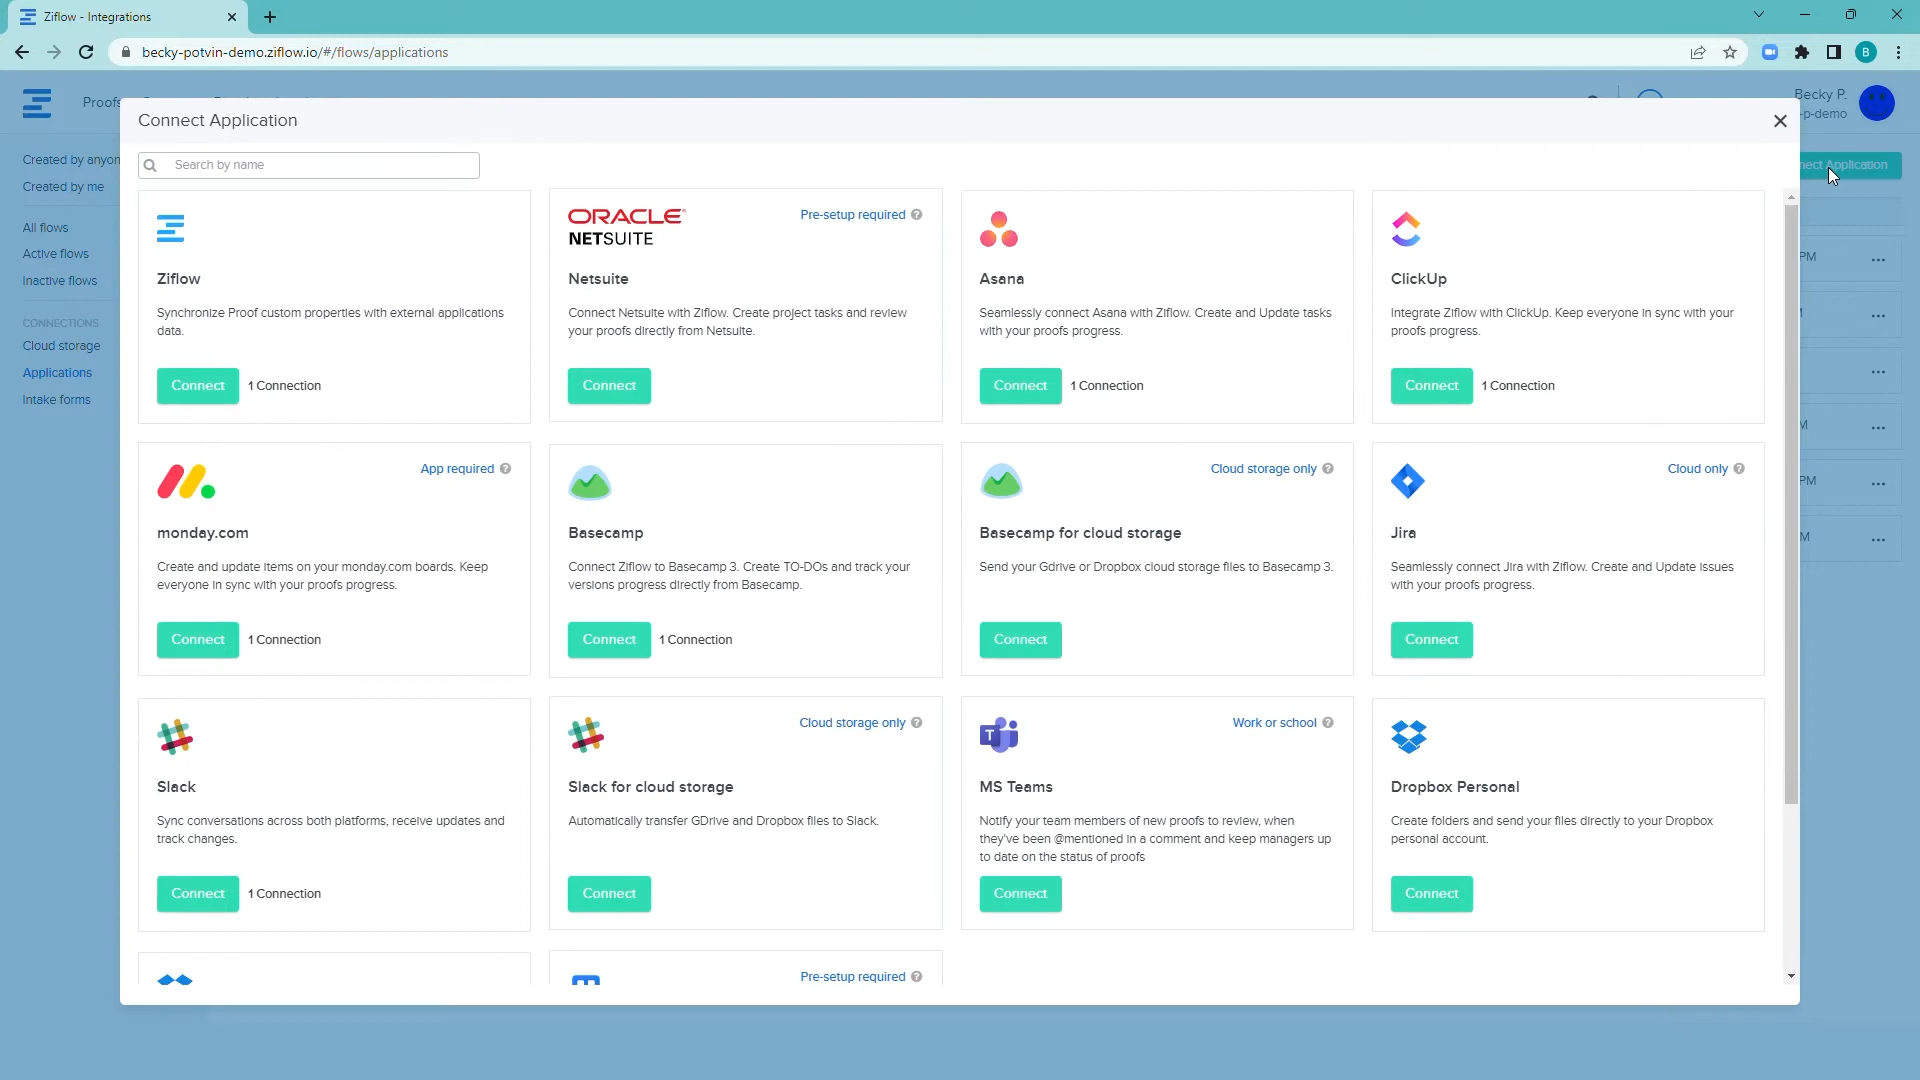 Ziflow - Integrations
becky-potvin-demo.ziflow.io/#/flows/applications
B
Proofs
Becky P.
-p-demo
Connect Application
Created by anyon
Created by me
All flows
Active flows
Inactive flows
CONNECTIONS
Cloud storage
Applications
Intake forms
nect Application
PM
M
PM
M
Search by name
Ziflow
Synchronize Proof custom properties with external applications
data.
Connect
1 Connection
ORACLE
NETSUITE
Pre-setup required
Netsuite
Connect Netsuite with Ziflow. Create project tasks and review
your proofs directly from Netsuite.
Connect
Asana
Seamlessly connect Asana with Ziflow. Create and Update tasks
with your proofs progress.
Connect
1 Connection
ClickUp
Integrate Ziflow with ClickUp. Keep everyone in sync with your
proofs progress.
Connect
1 Connection
App required
monday.com
Create and update items on your monday.com boards. Keep
everyone in sync with your proofs progress.
Connect
1 Connection
Basecamp
Connect Ziflow to Basecamp 3. Create TO-DOs and track your
versions progress directly from Basecamp.
Connect
1 Connection
Cloud storage only
Basecamp for cloud storage
Send your Gdrive or Dropbox cloud storage files to Basecamp 3.
Connect
Cloud only
Jira
Seamlessly connect Jira with Ziflow. Create and Update Issues
with your proofs progress.
Connect
Slack
Sync conversations across both platforms, receive updates and
track changes.
Connect
1 Connection
Cloud storage only
Slack for cloud storage
Automatically transfer GDrive and Dropbox files to Slack.
Connect
T
Work or school
MS Teams
Notify your team members of new proofs to review, when
they've been @mentioned in a comment and keep managers up
to date on the status of proofs
Connect
Dropbox Personal
Create folders and send your files directly to your Dropbox
personal account.
Connect
Pre-setup required